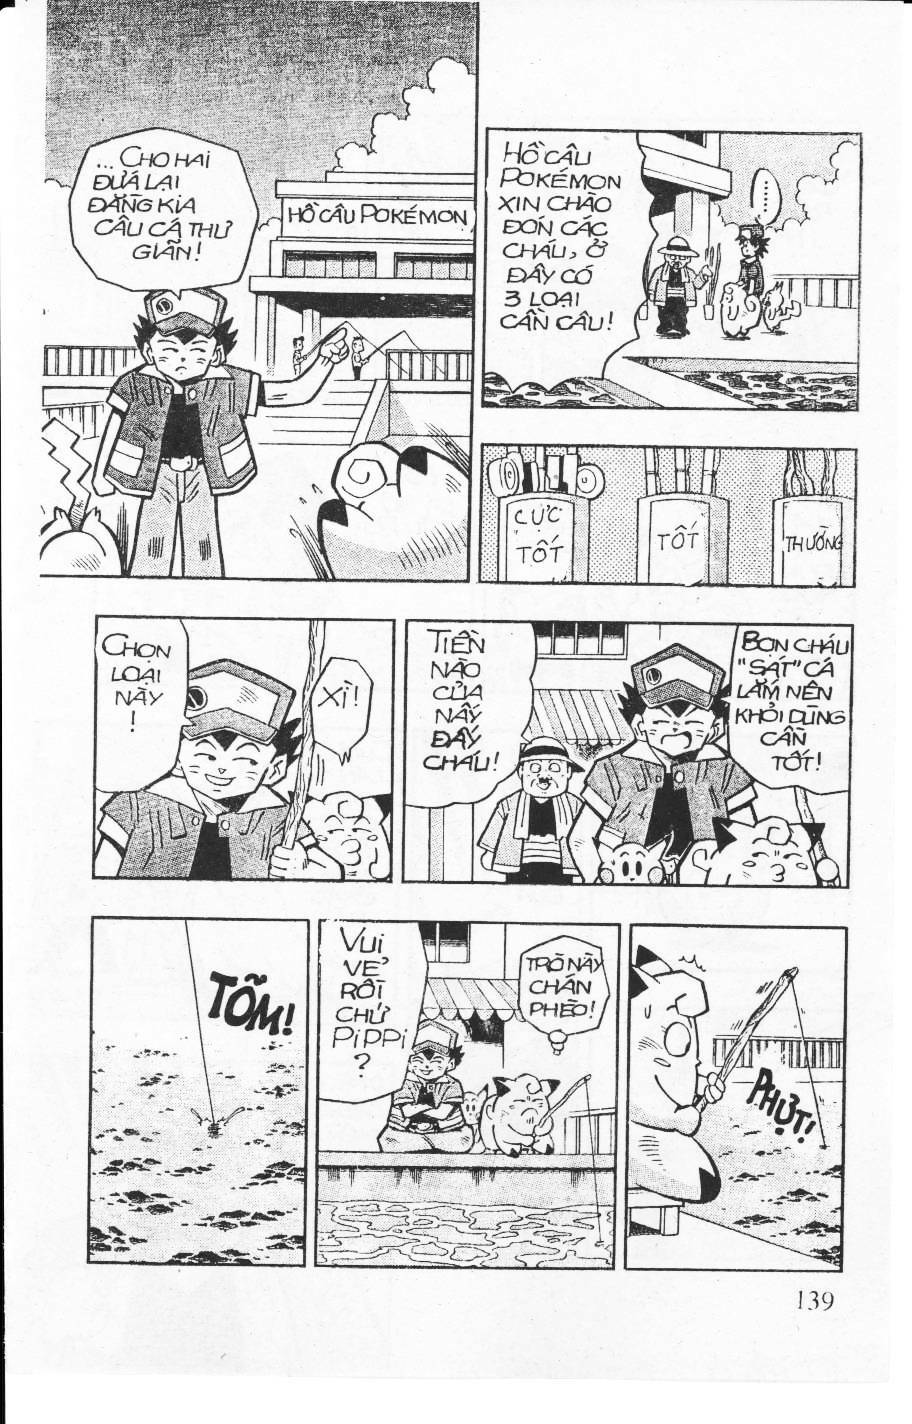 ... CHO HAI
ĐỨA LẠI
ĐẰNG KIA
CÂU CÁ THƯ
GIÃN!
HỒ CÂU POKÉMON
HỒ CÂU
POKÉMON
XIN CHÀO
ĐÓN CÁC
CHÁU, Ở
ĐÂY CÓ
3 LOẠI
CẦN CÂU!
......
CỰC
TỐT
TỐT
THƯỜNG
CHỌN
LOẠI
NÀY
!
XÌ!
TIỀN
NÀO
CỦA
NẤY
ĐẤY
CHÁU!
BỌN CHÁU
"SÁT" CÁ
LẮM NÊN
KHỎI DÙNG
CẦN
TỐT!
TÕM!
VUI
VẺ
RỒI
CHỨ
PIPPI
?
TRÒ NÀY
CHÁN
PHÈO!
PHỰT!
139